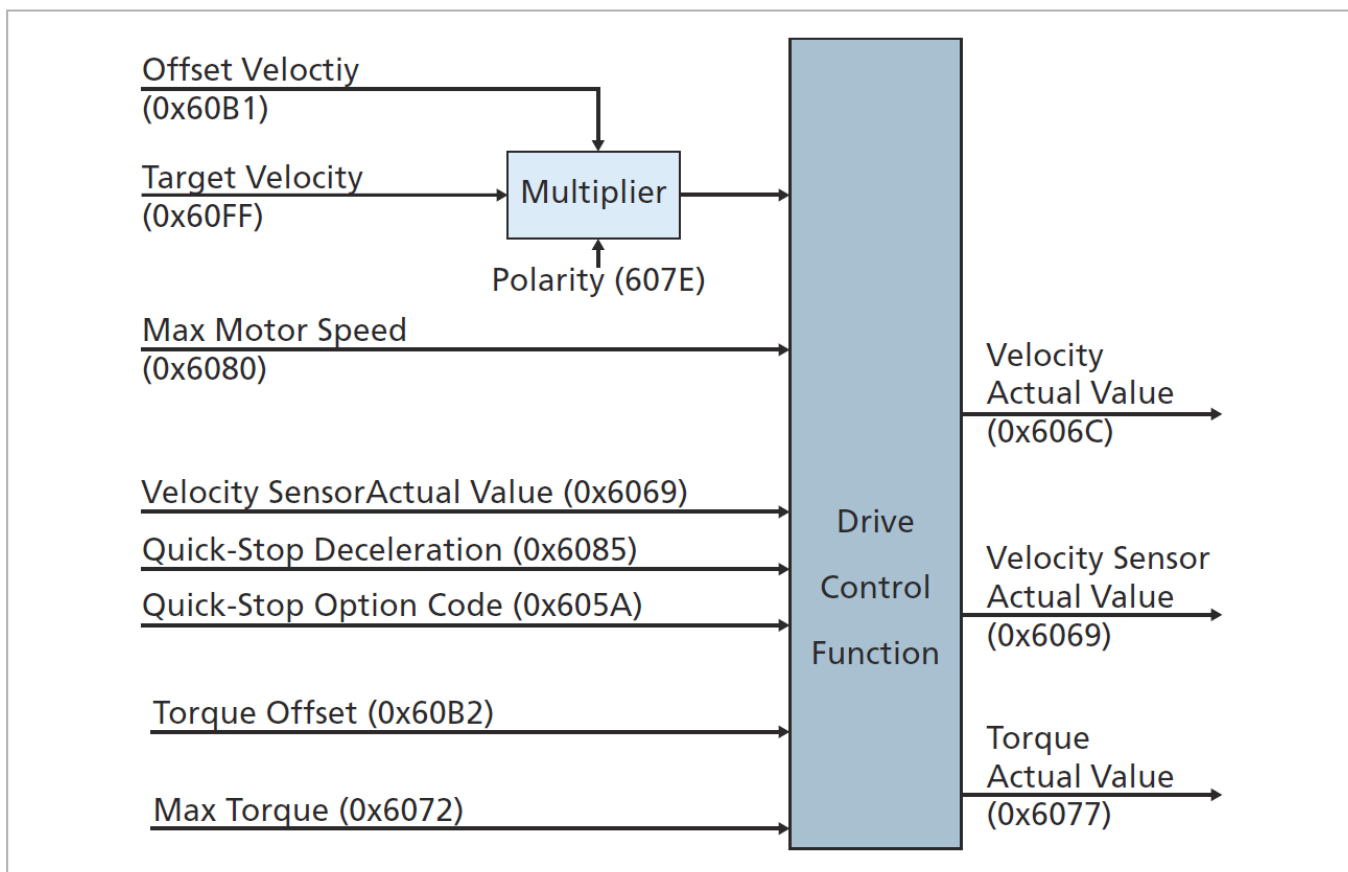 Offset Veloctiy
(0x60B1)
Target Velocity
(0x60FF)
Multiplier
Polarity (607E)
Max Motor Speed
(0x6080)
Velocity SensorActual Value (0x6069)
Quick-Stop Deceleration (0x6085)
Quick-Stop Option Code (0x605A)
Torque Offset (0x60B2)
Max Torque (0x6072)
Drive
Control
Function
Velocity
Actual Value
(0x606C)
Velocity Sensor
Actual Value
(0x6069)
Torque
Actual Value
(0x6077)